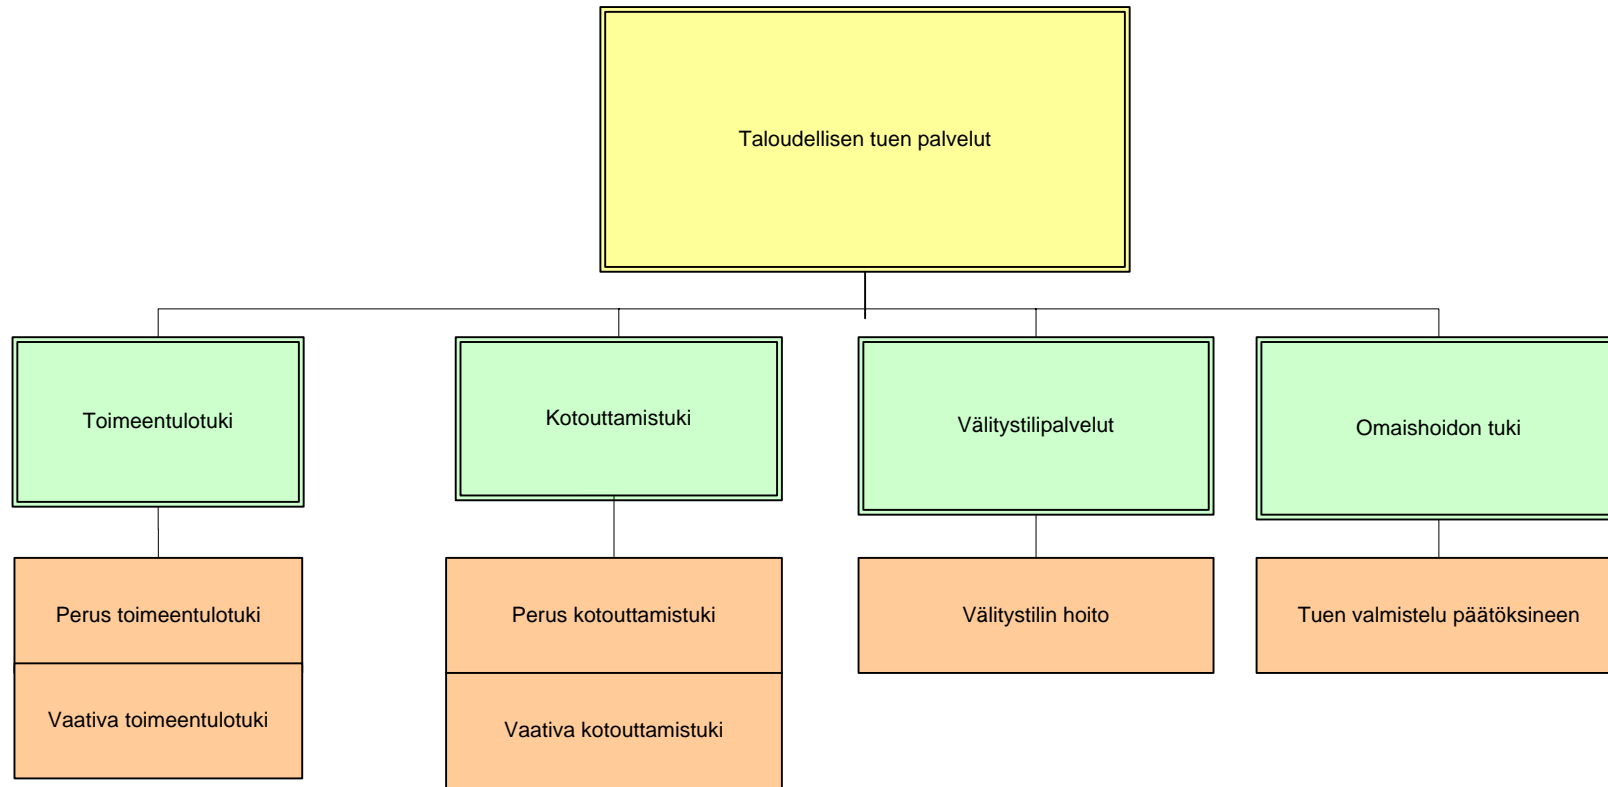 Taloudellisen tuen palvelut
Toimeentulotuki
Kotouttamistuki
Välitystilipalvelut
Omaishoidon tuki
Perus toimeentulotuki
Perus kotouttamistuki
Välitystilin hoito
Tuen valmistelu päätöksineen
Vaativa toimeentulotuki
Vaativa kotouttamistuki